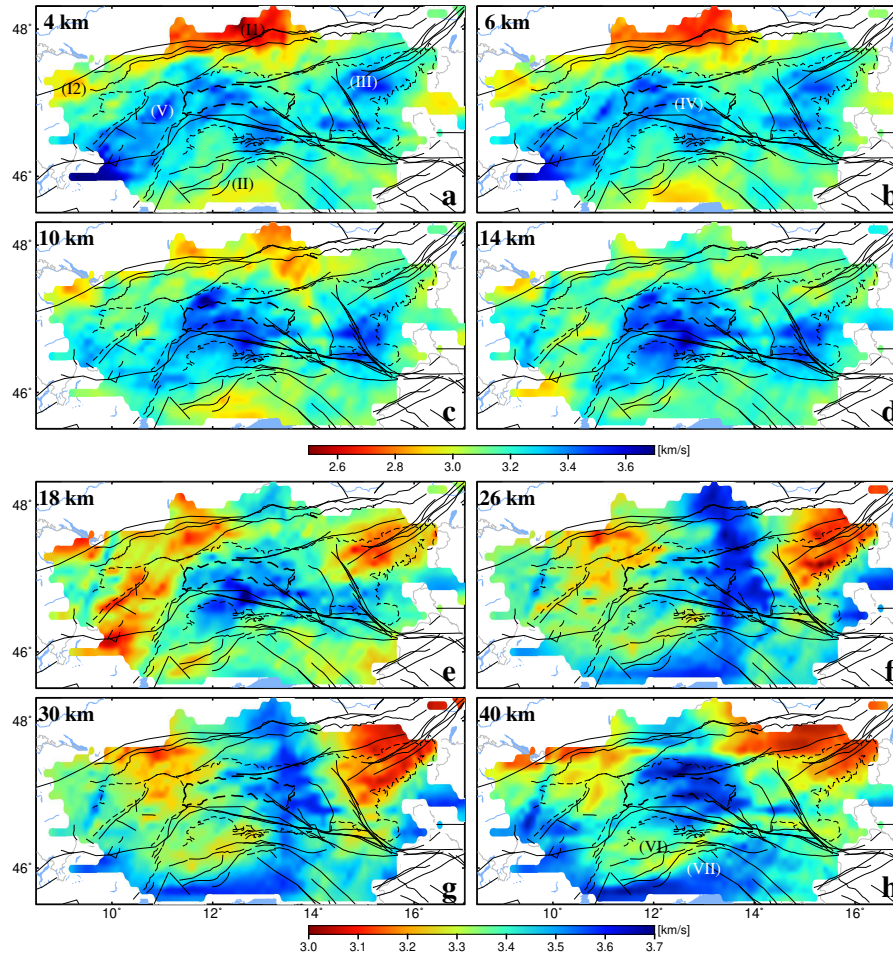 4 km
6 km
48°
(I1)
(I2)
(III)
(V)
(IV)
46°
(II)
a
b
10 km
14 km
48°
46°
c
d
2.6 2.8 3.0 3.2 3.4 3.6 [km/s]
18 km
26 km
48°
46°
e
f
30 km
40 km
48°
(VI)
46°
(VII)
g
h
10° 12° 14° 16° 10° 12° 14° 16°
3.0 3.1 3.2 3.3 3.4 3.5 3.6 3.7 [km/s]